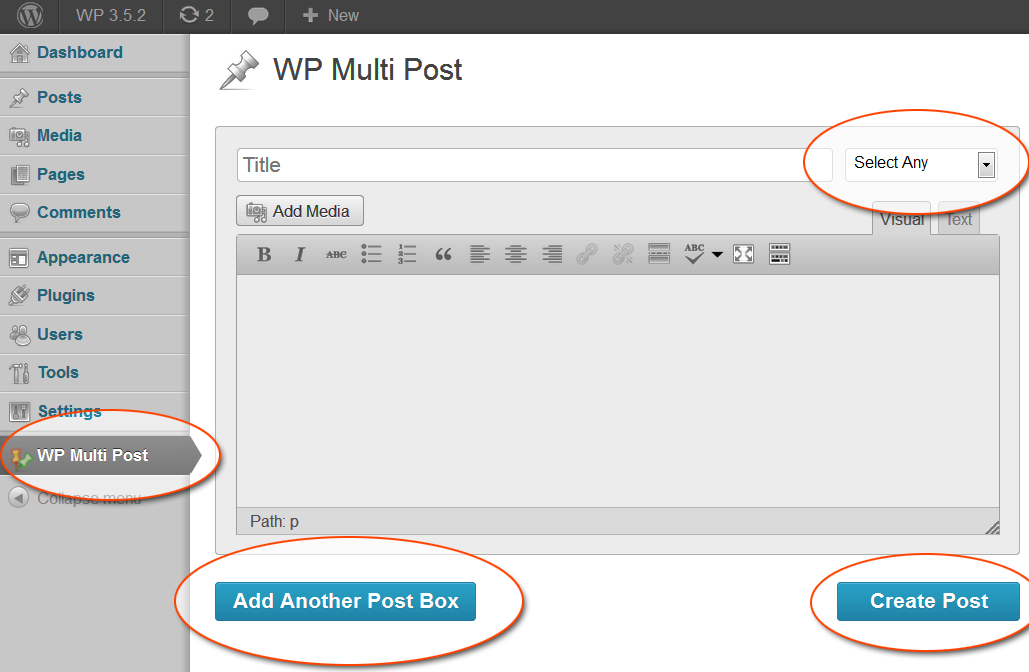 WP 3.5.2 2 New
Dashboard
Posts
Media
Pages
Comments
Appearance
Plugins
Users
Tools
Settings
WP Multi Post
Collapse menu
WP Multi Post
Title
Select Any
Add Media
Visual Text
B I ABC ABC
Path: p
Add Another Post Box
Create Post